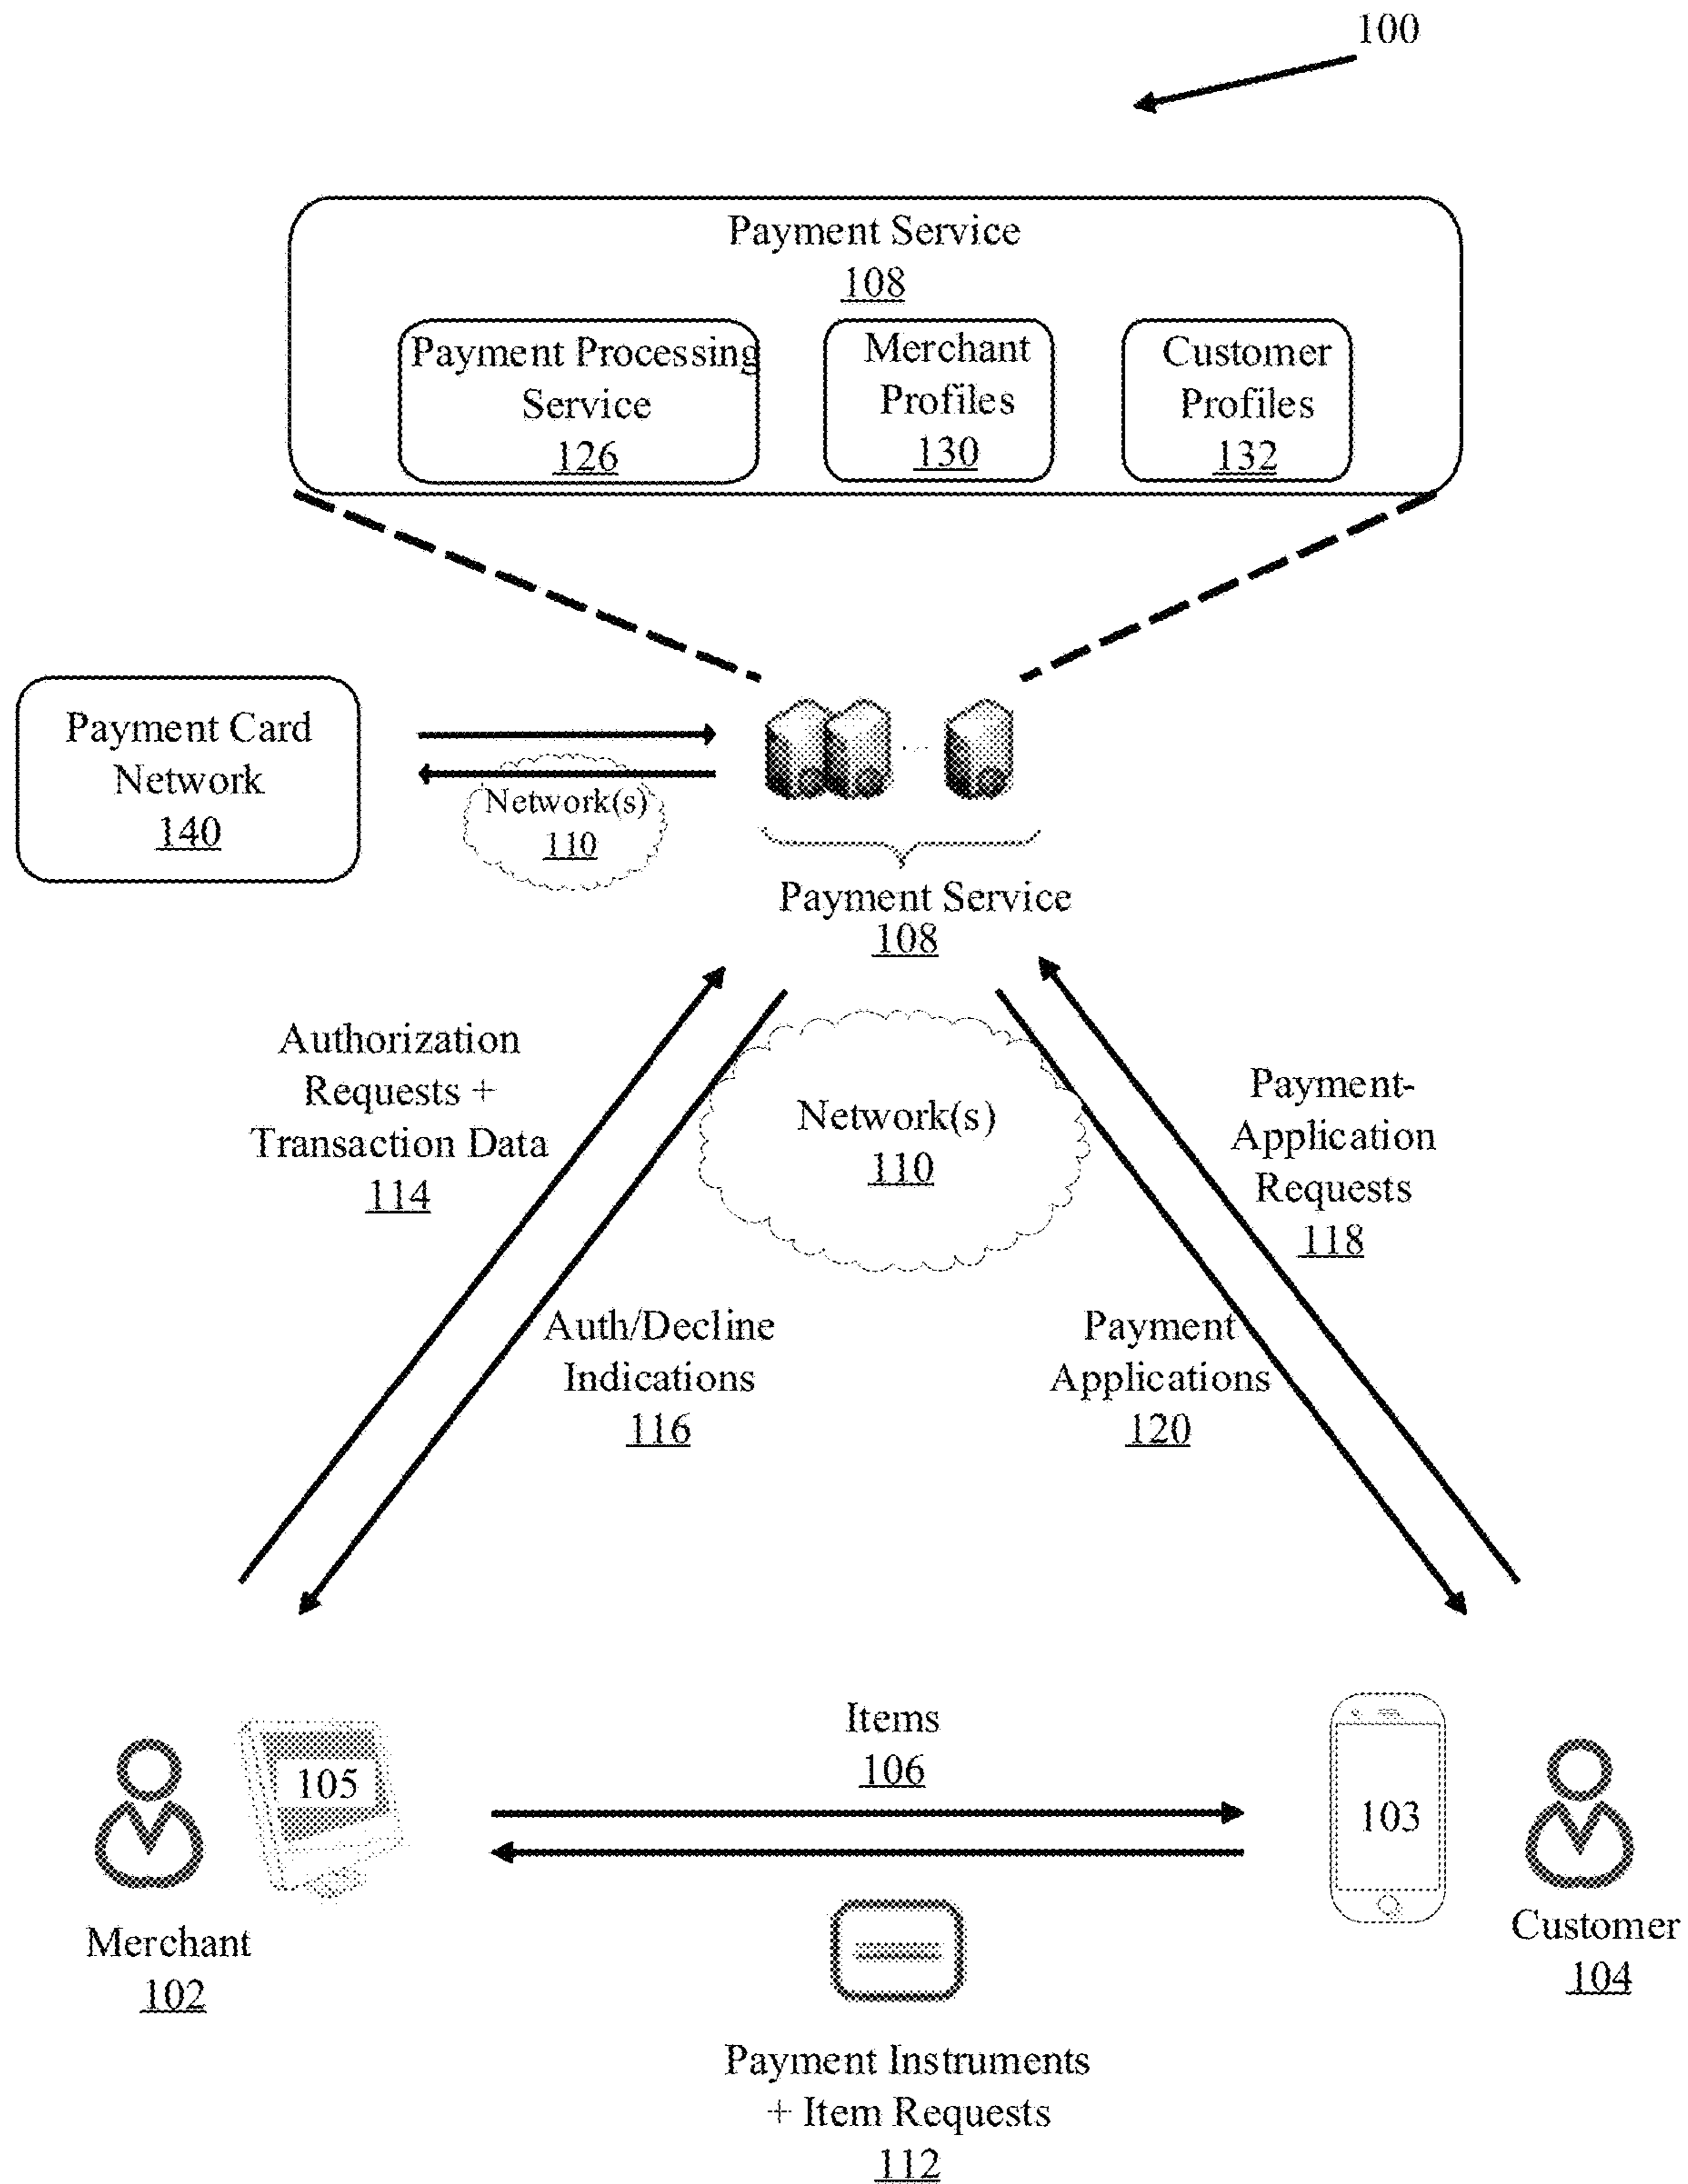 100
Payment Service
108
Payment Processing
Service
126
Merchant
Profiles
130
Customer
Profiles
132
Payment Card
Network
140
Network(s)
110
Payment Service
108
Authorization
Requests +
Transaction Data
114
Network(s)
110
Payment-
Application
Requests
118
Auth/Decline
Indications
116
Payment
Applications
120
Items
106
105
103
Merchant
102
Customer
104
Payment Instruments
+ Item Requests
112